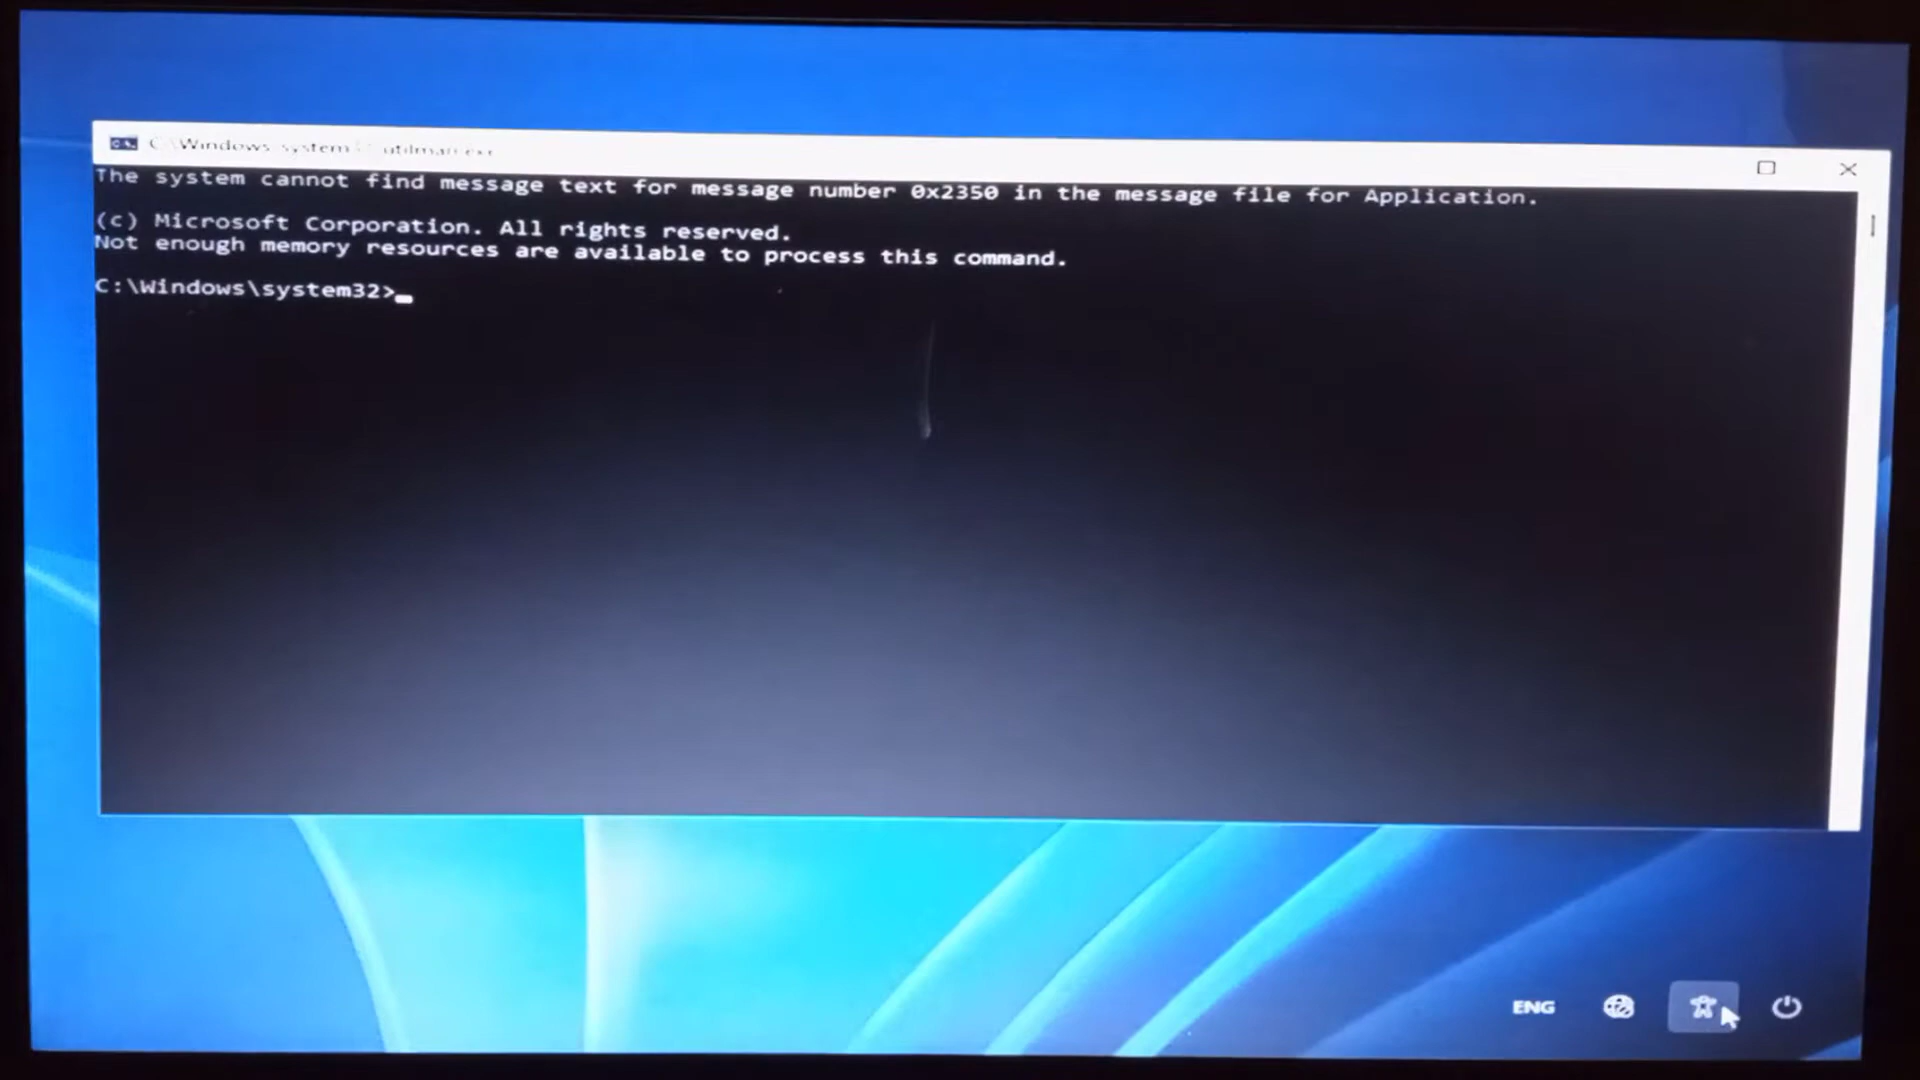 C:\Windows\system32\utilman.exe
The system cannot find message text for message number 0x2350 in the message file for Application.
(c) Microsoft Corporation. All rights reserved.
Not enough memory resources are available to process this command.
C:\Windows\system32>
ENG